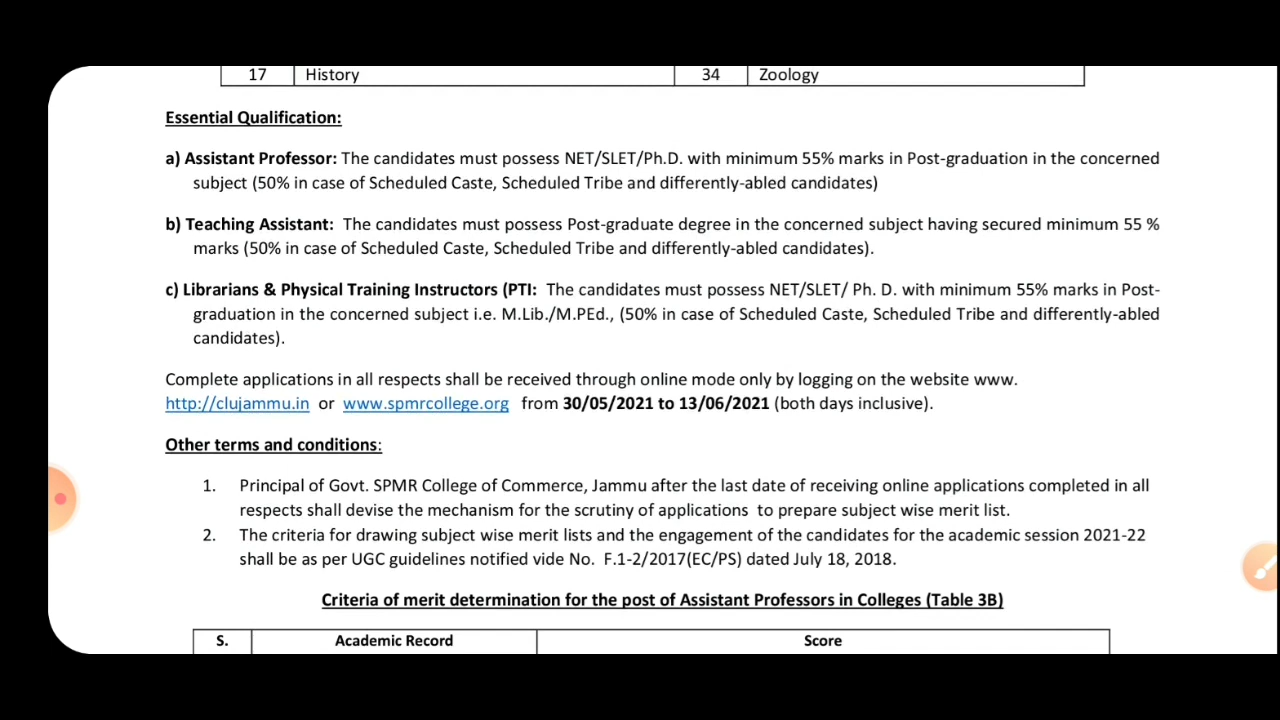 17 History 34 Zoology
Essential Qualification:
a) Assistant Professor: The candidates must possess NET/SLET/Ph.D. with minimum 55% marks in Post-graduation in the concerned
subject (50% in case of Scheduled Caste, Scheduled Tribe and differently-abled candidates)
b) Teaching Assistant: The candidates must possess Post-graduate degree in the concerned subject having secured minimum 55 %
marks (50% in case of Scheduled Caste, Scheduled Tribe and differently-abled candidates).
c) Librarians & Physical Training Instructors (PTI: The candidates must possess NET/SLET/ Ph. D. with minimum 55% marks in Post-
graduation in the concerned subject i.e. M.Lib./M.PEd., (50% in case of Scheduled Caste, Scheduled Tribe and differently-abled
candidates).
Complete applications in all respects shall be received through online mode only by logging on the website www.
http://clujammu.in or www.spmrcollege.org from 30/05/2021 to 13/06/2021 (both days inclusive).
Other terms and conditions:
1. Principal of Govt. SPMR College of Commerce, Jammu after the last date of receiving online applications completed in all
respects shall devise the mechanism for the scrutiny of applications to prepare subject wise merit list.
2. The criteria for drawing subject wise merit lists and the engagement of the candidates for the academic session 2021-22
shall be as per UGC guidelines notified vide No. F.1-2/2017(EC/PS) dated July 18, 2018.
Criteria of merit determination for the post of Assistant Professors in Colleges (Table 3B)
S. Academic Record Score